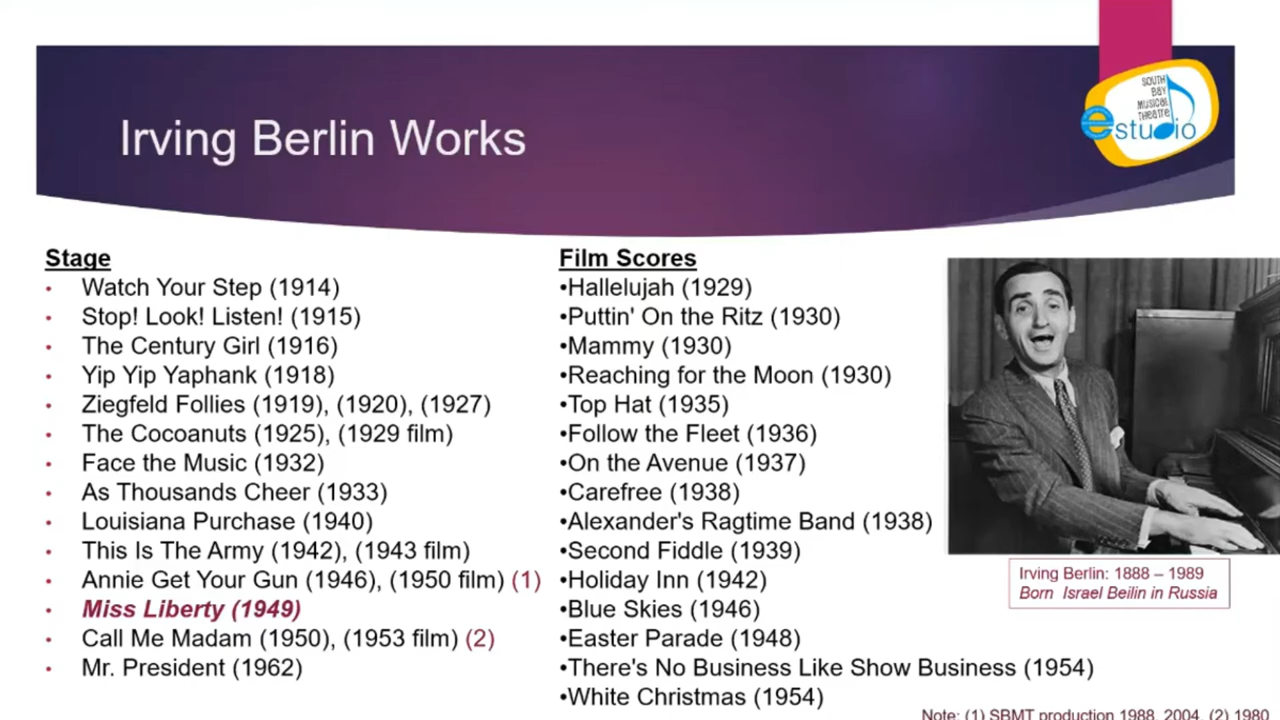 SOUTH
BAY
MUSICAL
THEATRE
estudio
Irving Berlin Works
Stage
• Watch Your Step (1914)
• Stop! Look! Listen! (1915)
• The Century Girl (1916)
• Yip Yip Yaphank (1918)
• Ziegfeld Follies (1919), (1920), (1927)
• The Cocoanuts (1925), (1929 film)
• Face the Music (1932)
• As Thousands Cheer (1933)
• Louisiana Purchase (1940)
• This Is The Army (1942), (1943 film)
• Annie Get Your Gun (1946), (1950 film) (1)
• Miss Liberty (1949)
• Call Me Madam (1950), (1953 film) (2)
• Mr. President (1962)
Film Scores
•Hallelujah (1929)
•Puttin' On the Ritz (1930)
•Mammy (1930)
•Reaching for the Moon (1930)
•Top Hat (1935)
•Follow the Fleet (1936)
•On the Avenue (1937)
•Carefree (1938)
•Alexander's Ragtime Band (1938)
•Second Fiddle (1939)
•Holiday Inn (1942)
•Blue Skies (1946)
•Easter Parade (1948)
•There's No Business Like Show Business (1954)
•White Christmas (1954)
Irving Berlin: 1888 – 1989
Born Israel Beilin in Russia
Note: (1) SBMT production 1988, 2004, (2) 1980